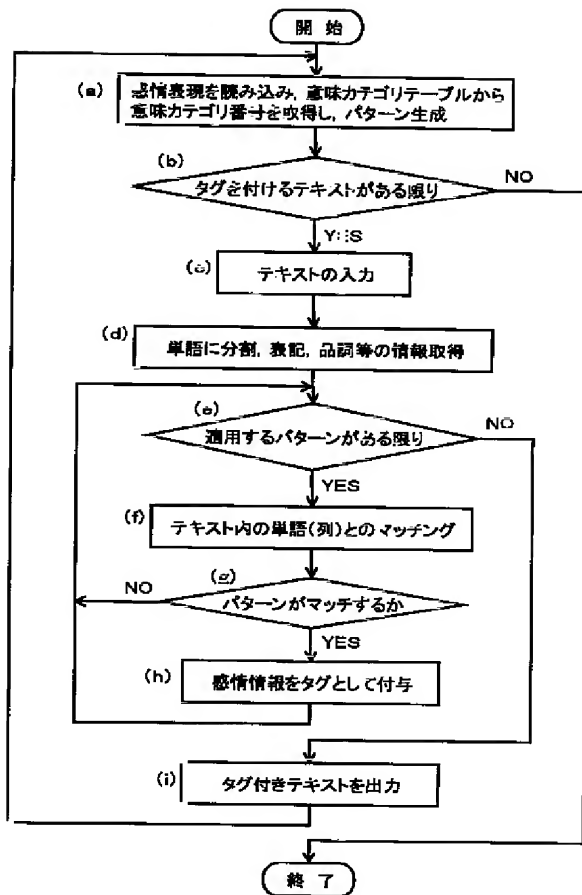 開始
(a)
感情表現を読み込み, 意味カテゴリテーブルから
意味カテゴリ番号を取得し, パターン生成
(b)
タグを付けるテキストがある限り
NO
YES
(c)
テキストの入力
(d)
単語に分割, 表記, 品詞等の情報取得
(e)
適用するパターンがある限り
NO
YES
(f)
テキスト内の単語(列)とのマッチング
(g)
パターンがマッチするか
NO
YES
(h)
感情情報をタグとして付与
(i)
タグ付きテキストを出力
終了